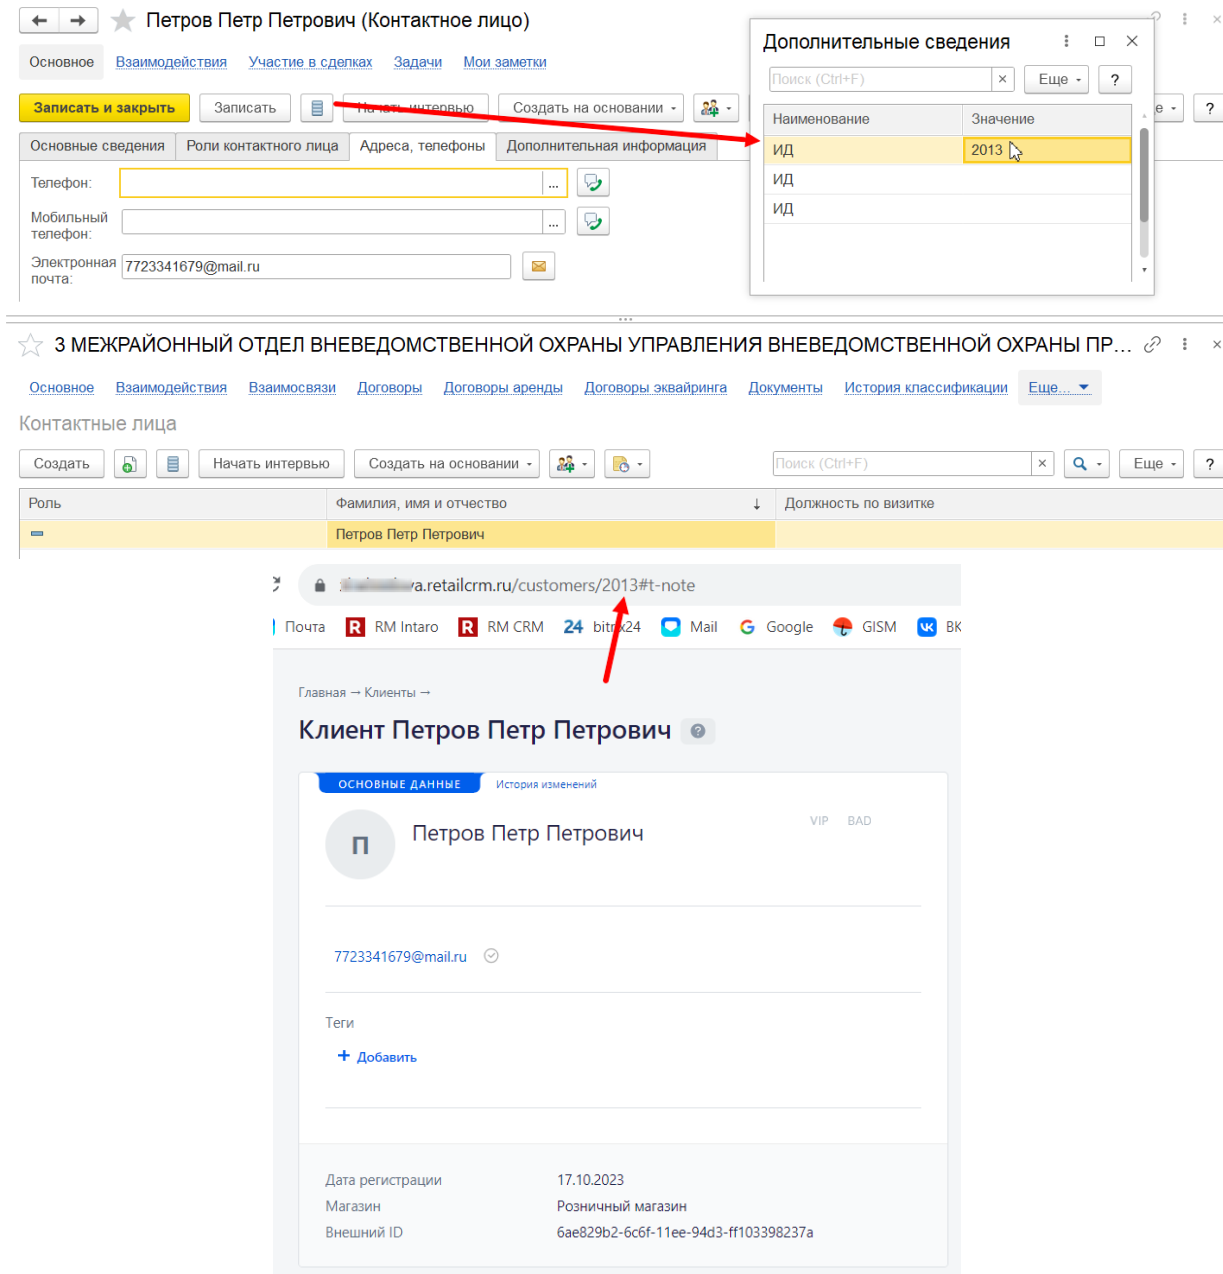 Петров Петр Петрович (Контактное лицо)
Основное Взаимодействия Участие в сделках Задачи Мои заметки
Записать и закрыть Записать Начать интервью Создать на основании ?
Основные сведения Роли контактного лица Адреса, телефоны Дополнительная информация
Телефон: ...
Мобильный телефон: ...
Электронная почта: 7723341679@mail.ru
Дополнительные сведения
Поиск (Ctrl+F) × Еще ?
Наименование Значение
ИД 2013
ИД
ИД
3 МЕЖРАЙОННЫЙ ОТДЕЛ ВНЕВЕДОМСТВЕННОЙ ОХРАНЫ УПРАВЛЕНИЯ ВНЕВЕДОМСТВЕННОЙ ОХРАНЫ ПР...
Основное Взаимодействия Взаимосвязи Договоры Договоры аренды Договоры эквайринга Документы История классификации Еще...
Контактные лица
Создать Начать интервью Создать на основании Поиск (Ctrl+F) × Еще ?
Роль Фамилия, имя и отчество ↓ Должность по визитке
Петров Петр Петрович
va.retailcrm.ru/customers/2013#t-note
Почта R RM Intaro R RM CRM 24 bitrix24 Mail G Google GISM ВК
Главная → Клиенты →
Клиент Петров Петр Петрович ?
ОСНОВНЫЕ ДАННЫЕ История изменений
П Петров Петр Петрович VIP BAD
7723341679@mail.ru
Теги
+ Добавить
Дата регистрации 17.10.2023
Магазин Розничный магазин
Внешний ID 6ae829b2-6c6f-11ee-94d3-ff103398237a